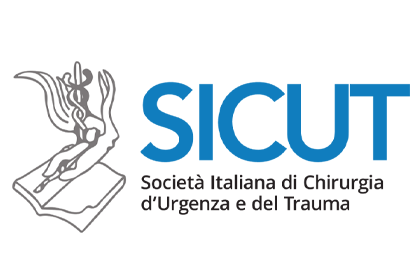 SICUT
Società Italiana di Chirurgia
d'Urgenza e del Trauma